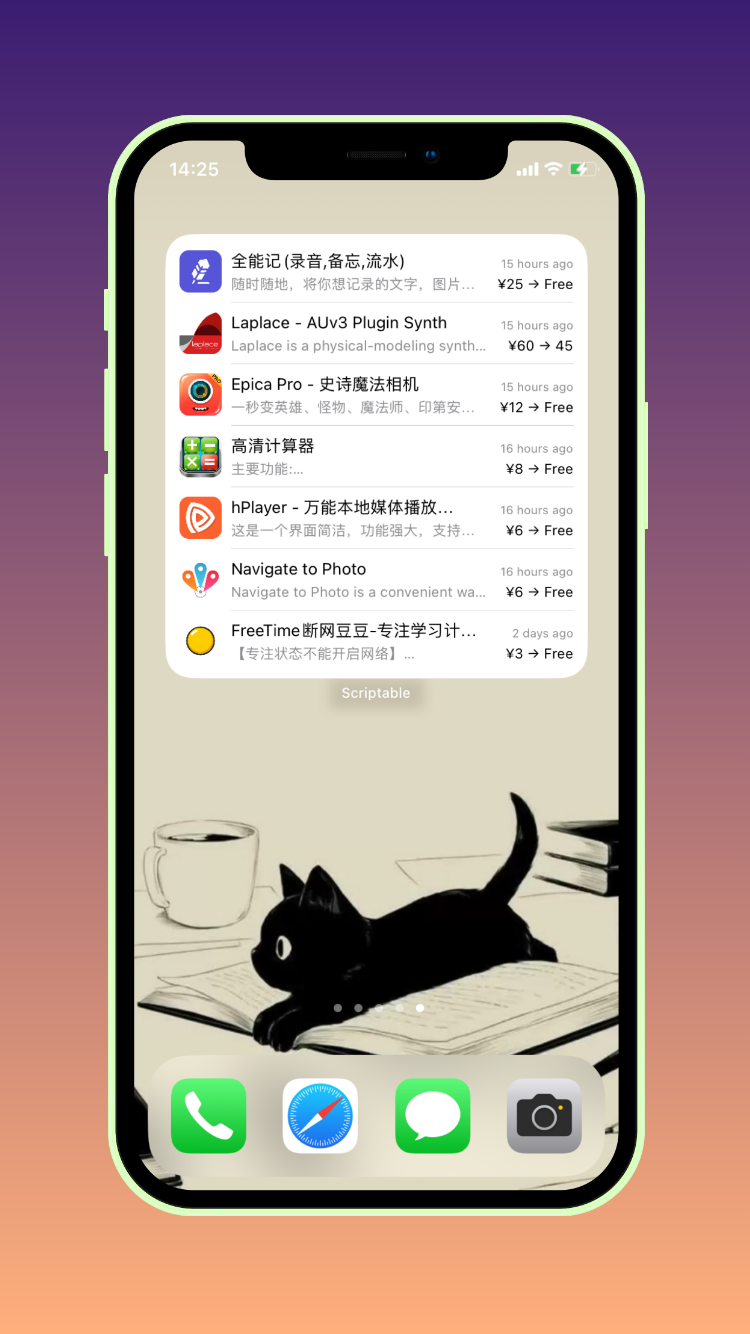 14:25
全能记(录音,备忘,流水)
15 hours ago
随时随地，将你想记录的文字，图片...
¥25 → Free
Laplace - AUv3 Plugin Synth
15 hours ago
laplace
Laplace is a physical-modeling synth...
¥60 → 45
PRO
Epica Pro - 史诗魔法相机
15 hours ago
一秒变英雄、怪物、魔法师、印第安...
¥12 → Free
高清计算器
16 hours ago
主要功能:...
¥8 → Free
hPlayer - 万能本地媒体播放...
16 hours ago
这是一个界面简洁，功能强大，支持...
¥6 → Free
Navigate to Photo
16 hours ago
Navigate to Photo is a convenient wa...
¥6 → Free
FreeTime断网豆豆-专注学习计...
2 days ago
【专注状态不能开启网络】...
¥3 → Free
Scriptable